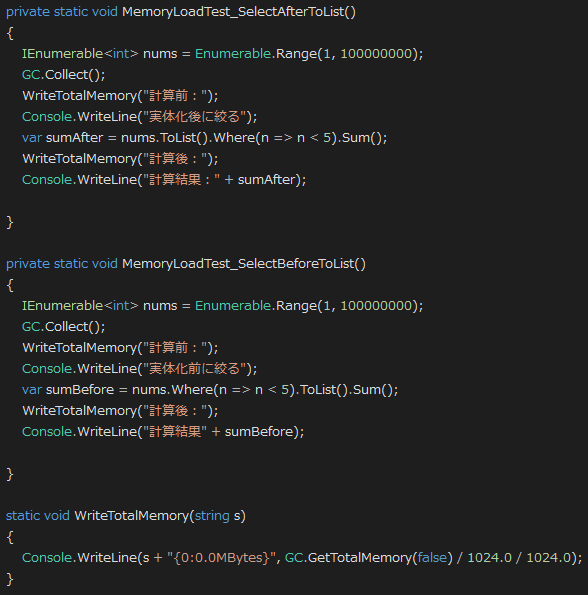 private static void MemoryLoadTest_SelectAfterToList()
{
IEnumerable<int> nums = Enumerable.Range(1, 100000000);
GC.Collect();
WriteTotalMemory("計算前：");
Console.WriteLine("実体化後に絞る");
var sumAfter = nums.ToList().Where(n => n < 5).Sum();
WriteTotalMemory("計算後：");
Console.WriteLine("計算結果：" + sumAfter);
}
private static void MemoryLoadTest_SelectBeforeToList()
{
IEnumerable<int> nums = Enumerable.Range(1, 100000000);
GC.Collect();
WriteTotalMemory("計算前：");
Console.WriteLine("実体化前に絞る");
var sumBefore = nums.Where(n => n < 5).ToList().Sum();
WriteTotalMemory("計算後：");
Console.WriteLine("計算結果" + sumBefore);
}
static void WriteTotalMemory(string s)
{
Console.WriteLine(s + "{0:0.0MBytes}", GC.GetTotalMemory(false) / 1024.0 / 1024.0);
}